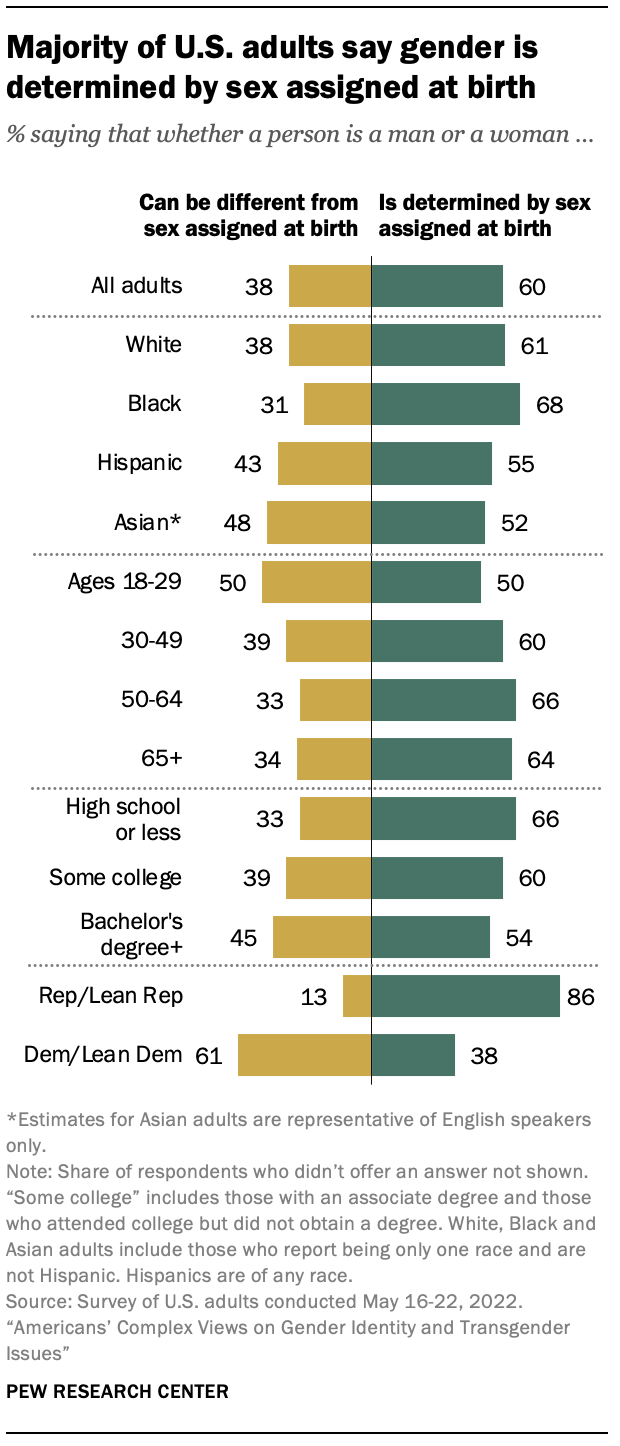 Majority of U.S. adults say gender is
determined by sex assigned at birth
% saying that whether a person is a man or a woman ...
Can be different from
sex assigned at birth
Is determined by sex
assigned at birth
All adults 38 60
White 38 61
Black 31 68
Hispanic 43 55
Asian* 48 52
Ages 18-29 50 50
30-49 39 60
50-64 33 66
65+ 34 64
High school
or less 33 66
Some college 39 60
Bachelor's
degree+ 45 54
Rep/Lean Rep 13 86
Dem/Lean Dem 61 38
*Estimates for Asian adults are representative of English speakers
only.
Note: Share of respondents who didn’t offer an answer not shown.
“Some college” includes those with an associate degree and those
who attended college but did not obtain a degree. White, Black and
Asian adults include those who report being only one race and are
not Hispanic. Hispanics are of any race.
Source: Survey of U.S. adults conducted May 16-22, 2022.
“Americans’ Complex Views on Gender Identity and Transgender
Issues”
PEW RESEARCH CENTER